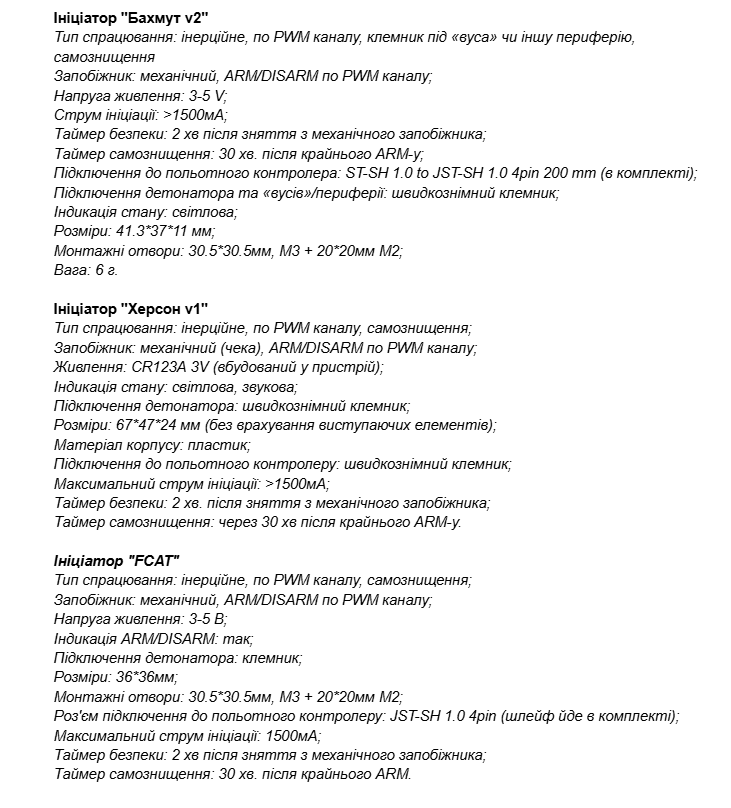 Ініціатор "Бахмут v2"
Тип спрацювання: інерційне, по PWM каналу, клемник під «вуса» чи іншу периферію,
самознищення
Запобіжник: механічний, ARM/DISARM по PWM каналу;
Напруга живлення: 3-5 V;
Струм ініціації: >1500мА;
Таймер безпеки: 2 хв після зняття з механічного запобіжника;
Таймер самознищення: 30 хв. після крайнього ARM-у;
Підключення до польотного контролера: ST-SH 1.0 to JST-SH 1.0 4pin 200 mm (в комплекті);
Підключення детонатора та «вусів»/периферії: швидкознімний клемник;
Індикація стану: світлова;
Розміри: 41.3*37*11 мм;
Монтажні отвори: 30.5*30.5мм, М3 + 20*20мм М2;
Вага: 6 г.
Ініціатор "Херсон v1"
Тип спрацювання: інерційне, по PWM каналу, самознищення;
Запобіжник: механічний (чека), ARM/DISARM по PWM каналу;
Живлення: CR123A 3V (вбудований у пристрій);
Індикація стану: світлова, звукова;
Підключення детонатора: швидкознімний клемник;
Розміри: 67*47*24 мм (без врахування виступаючих елементів);
Матеріал корпусу: пластик;
Підключення до польотного контролеру: швидкознімний клемник;
Максимальний струм ініціації: >1500мА;
Таймер безпеки: 2 хв. після зняття з механічного запобіжника;
Таймер самознищення: через 30 хв після крайнього ARM-у.
Ініціатор "FCAT"
Тип спрацювання: інерційне, по PWM каналу, самознищення;
Запобіжник: механічний, ARM/DISARM по PWM каналу;
Напруга живлення: 3-5 В;
Індикація ARM/DISARM: так;
Підключення детонатора: клемник;
Розміри: 36*36мм;
Монтажні отвори: 30.5*30.5мм, М3 + 20*20мм М2;
Роз'єм підключення до польотного контролеру: JST-SH 1.0 4pin (шлейф йде в комплекті);
Максимальний струм ініціації: 1500мА;
Таймер безпеки: 2 хв після зняття з механічного запобіжника;
Таймер самознищення: 30 хв. після крайнього ARM.